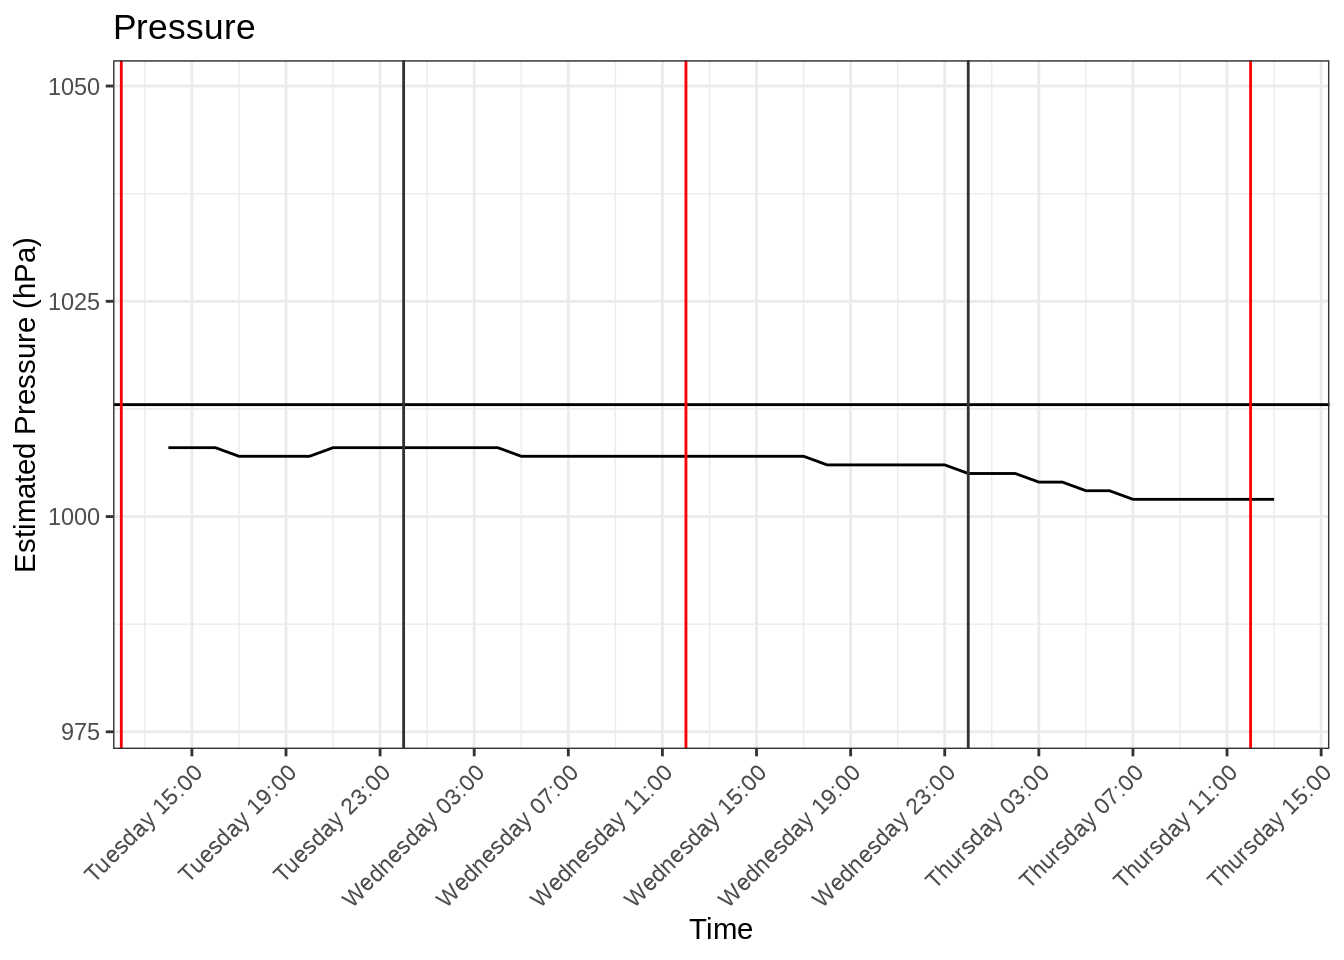 Pressure
Estimated Pressure (hPa)
1050
1025
1000
975
Tuesday 15:00
Tuesday 19:00
Tuesday 23:00
Wednesday 03:00
Wednesday 07:00
Wednesday 11:00
Wednesday 15:00
Wednesday 19:00
Wednesday 23:00
Thursday 03:00
Thursday 07:00
Thursday 11:00
Thursday 15:00
Time